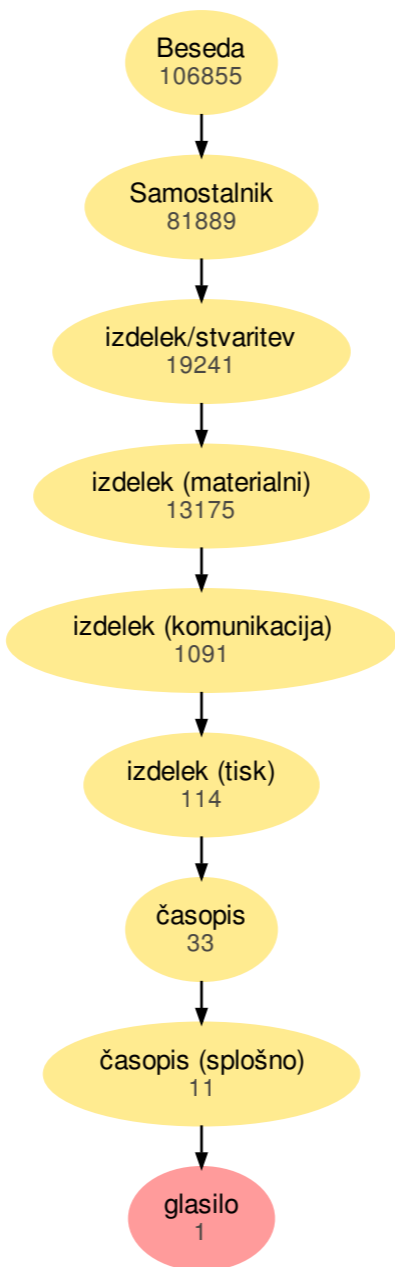 Beseda
106855
Samostalnik
81889
izdelek/stvaritev
19241
izdelek (materialni)
13175
izdelek (komunikacija)
1091
izdelek (tisk)
114
časopis
33
časopis (splošno)
11
glasilo
1